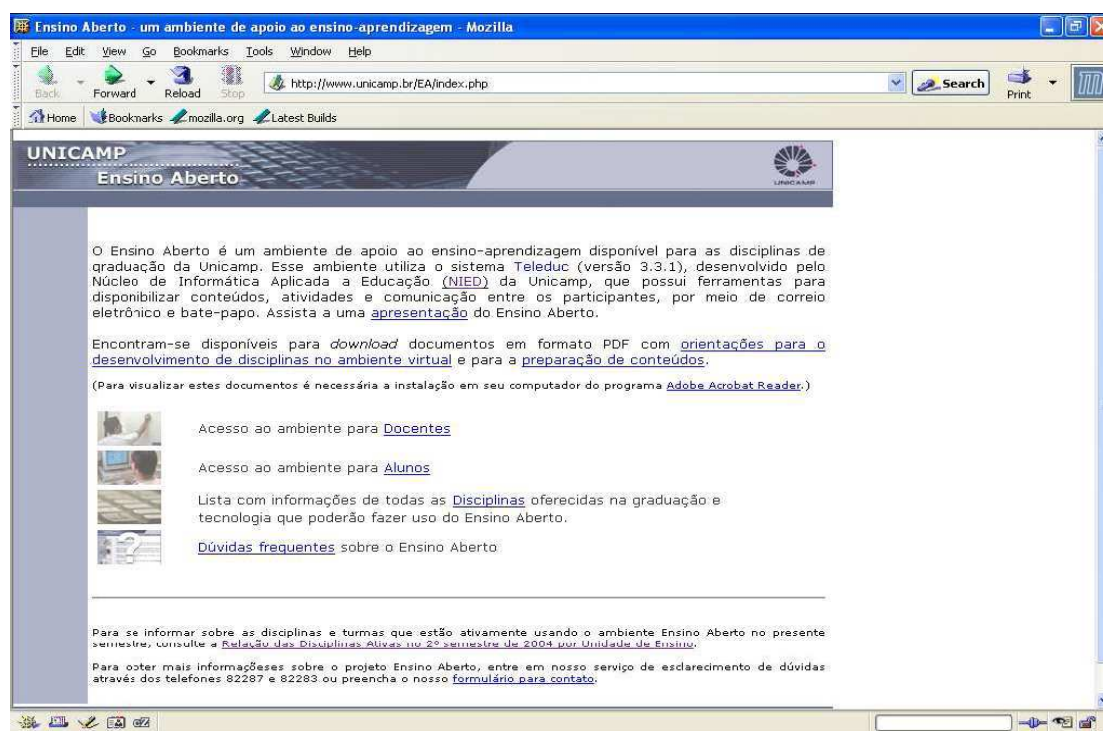 Ensino Aberto - um ambiente de apoio ao ensino-aprendizagem - Mozilla
File Edit View Go Bookmarks Tools Window Help
Back Forward Reload Stop http://www.unicamp.br/EA/index.php Search Print
Home Bookmarks mozilla.org Latest Builds
UNICAMP
Ensino Aberto
UNICAMP
O Ensino Aberto é um ambiente de apoio ao ensino-aprendizagem disponível para as disciplinas de
graduação da Unicamp. Esse ambiente utiliza o sistema Teleduc (versão 3.3.1), desenvolvido pelo
Núcleo de Informática Aplicada a Educação (NIED) da Unicamp, que possui ferramentas para
disponibilizar conteúdos, atividades e comunicação entre os participantes, por meio de correio
eletrônico e bate-papo. Assista a uma apresentação do Ensino Aberto.
Encontram-se disponíveis para download documentos em formato PDF com orientações para o
desenvolvimento de disciplinas no ambiente virtual e para a preparação de conteúdos.
(Para visualizar estes documentos é necessária a instalação em seu computador do programa Adobe Acrobat Reader.)
Acesso ao ambiente para Docentes
Acesso ao ambiente para Alunos
Lista com informações de todas as Disciplinas oferecidas na graduação e
tecnologia que poderão fazer uso do Ensino Aberto.
?
Dúvidas frequentes sobre o Ensino Aberto
Para se informar sobre as disciplinas e turmas que estão ativamente usando o ambiente Ensino Aberto no presente
semestre, consulte a Relação das Disciplinas Ativas no 2º semestre de 2004 por Unidade de Ensino.
Para obter mais informaçõeses sobre o projeto Ensino Aberto, entre em nosso serviço de esclarecimento de dúvidas
através dos telefones 82287 e 82283 ou preencha o nosso formulário para contato.